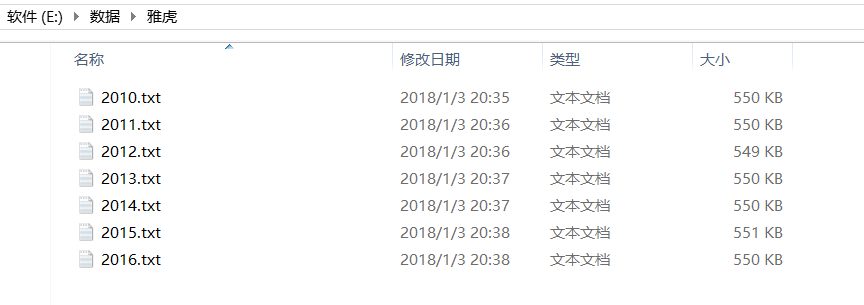 软件 (E:) 数据 雅虎
名称 修改日期 类型 大小
2010.txt 2018/1/3 20:35 文本文档 550 KB
2011.txt 2018/1/3 20:36 文本文档 550 KB
2012.txt 2018/1/3 20:36 文本文档 549 KB
2013.txt 2018/1/3 20:37 文本文档 550 KB
2014.txt 2018/1/3 20:37 文本文档 550 KB
2015.txt 2018/1/3 20:38 文本文档 551 KB
2016.txt 2018/1/3 20:38 文本文档 550 KB